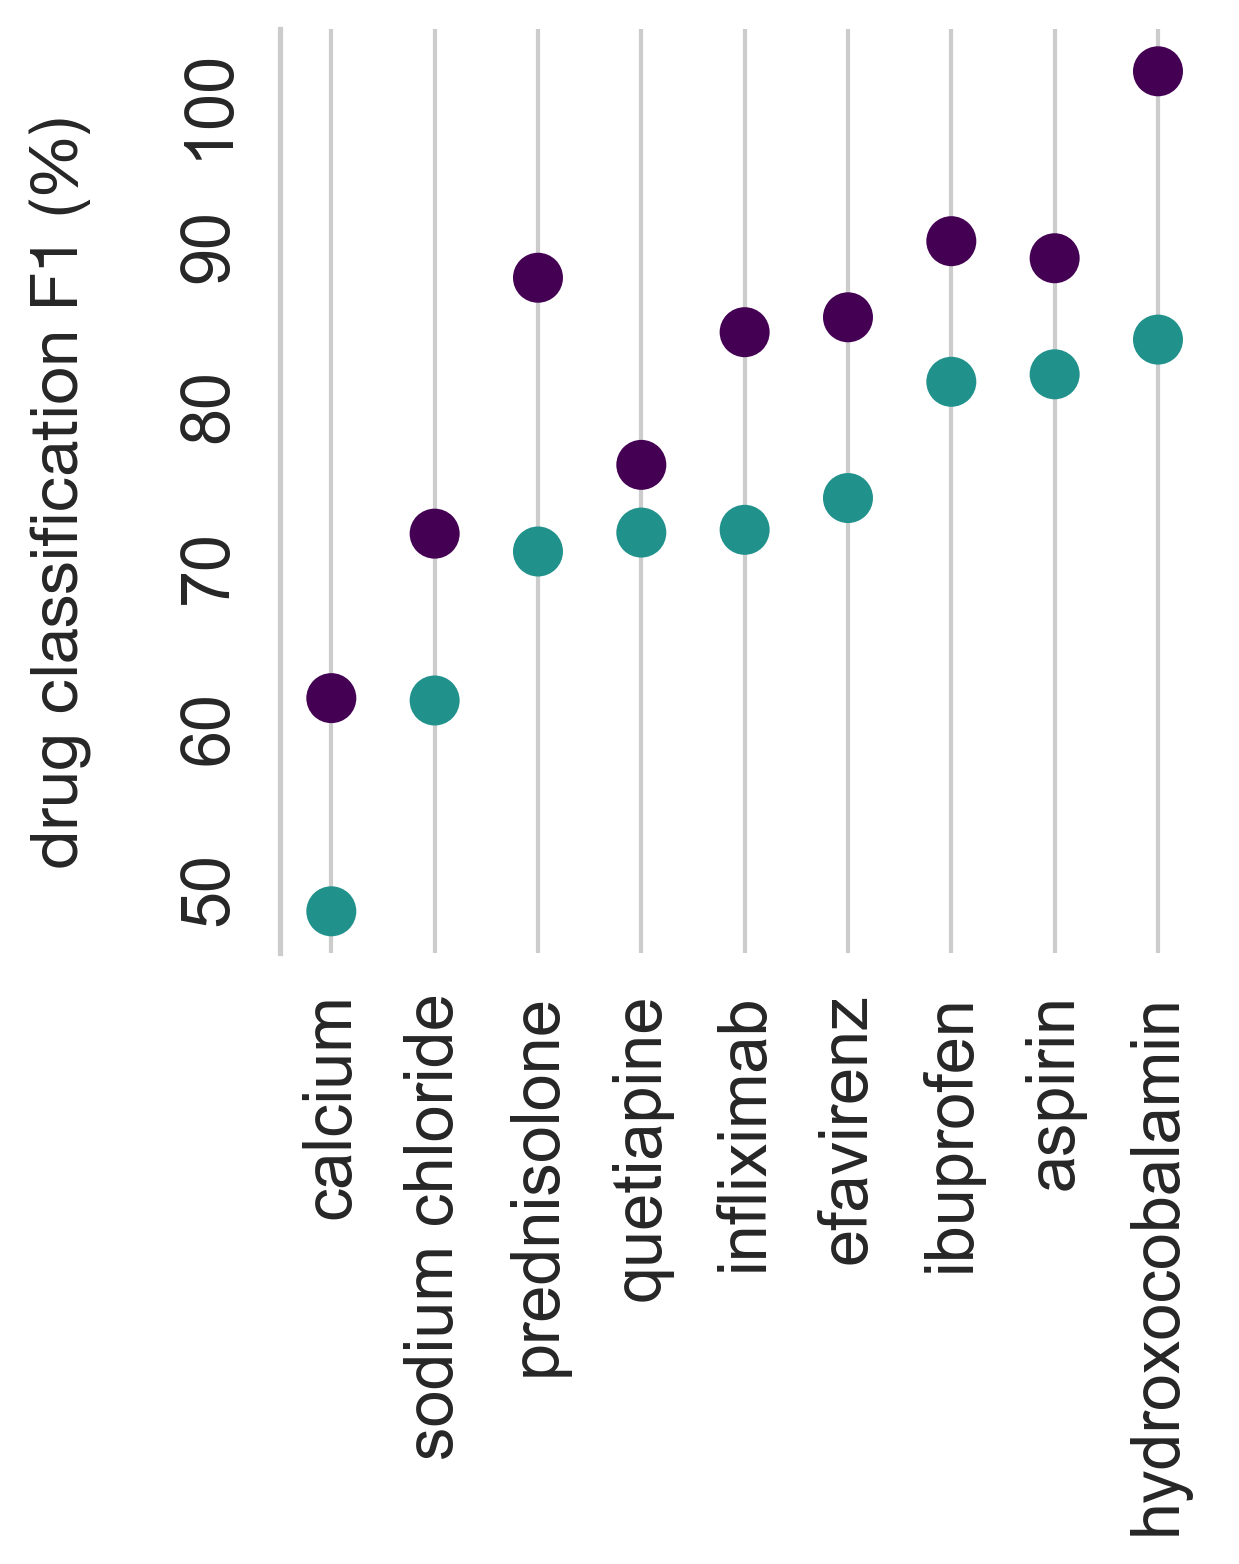 drug classification F1 (%)
100
90
80
70
60
50
calcium
sodium chloride
prednisolone
quetiapine
infliximab
efavirenz
ibuprofen
aspirin
hydroxocobalamin